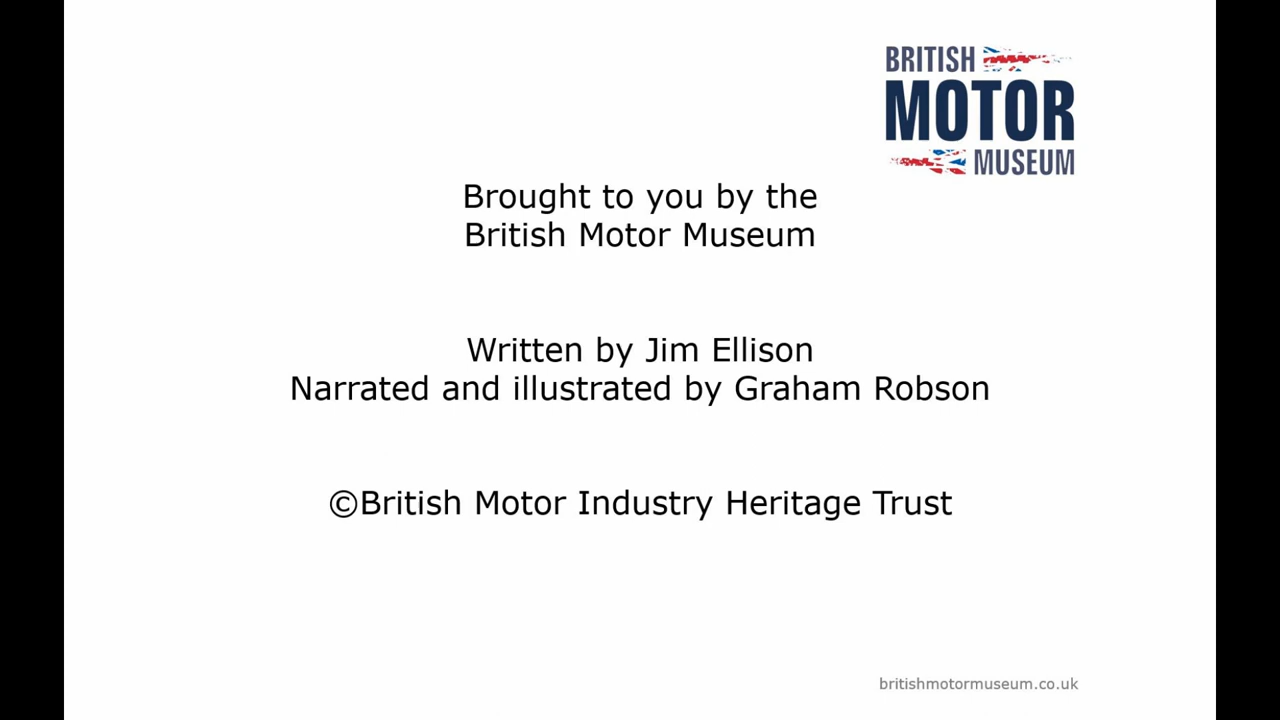 BRITISH
MOTOR
MUSEUM
Brought to you by the
British Motor Museum
Written by Jim Ellison
Narrated and illustrated by Graham Robson
©British Motor Industry Heritage Trust
britishmotormuseum.co.uk